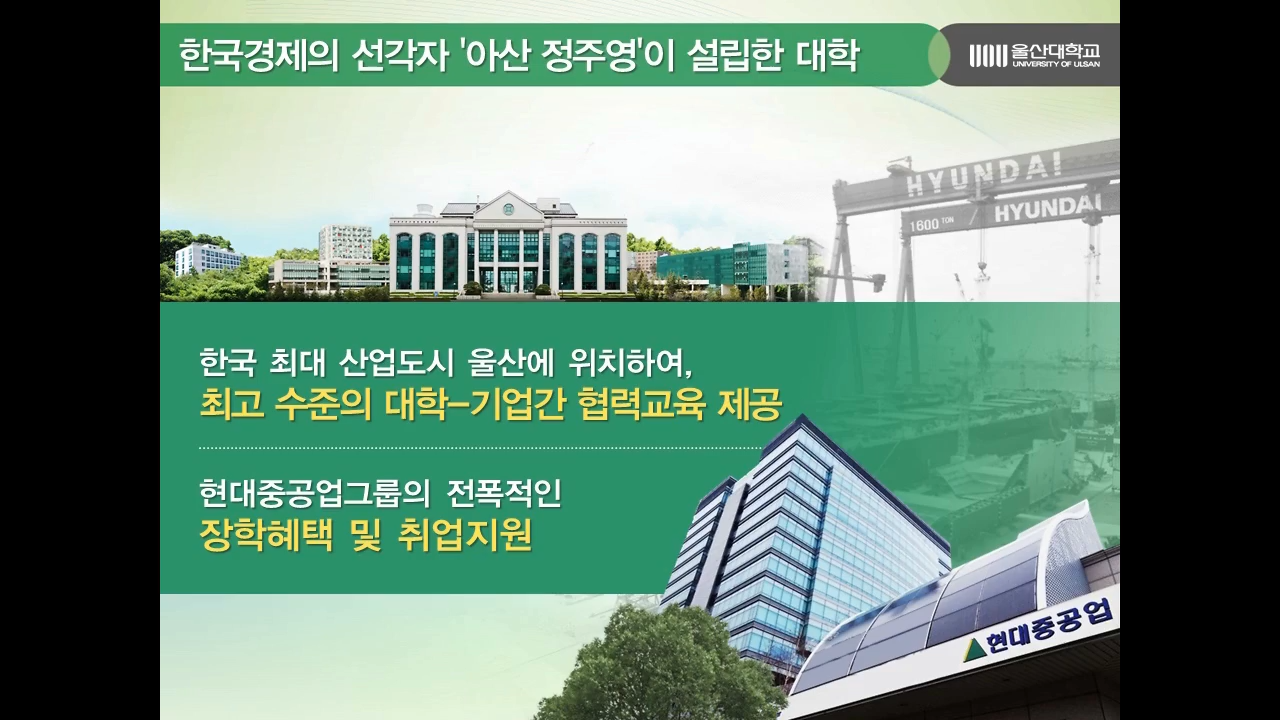 한국경제의 선각자 '아산 정주영'이 설립한 대학
울산대학교
UNIVERSITY OF ULSAN
HYUNDAI
1600 TON
HYUNDAI
한국 최대 산업도시 울산에 위치하여,
최고 수준의 대학-기업간 협력교육 제공
현대중공업그룹의 전폭적인
장학혜택 및 취업지원
현대중공업